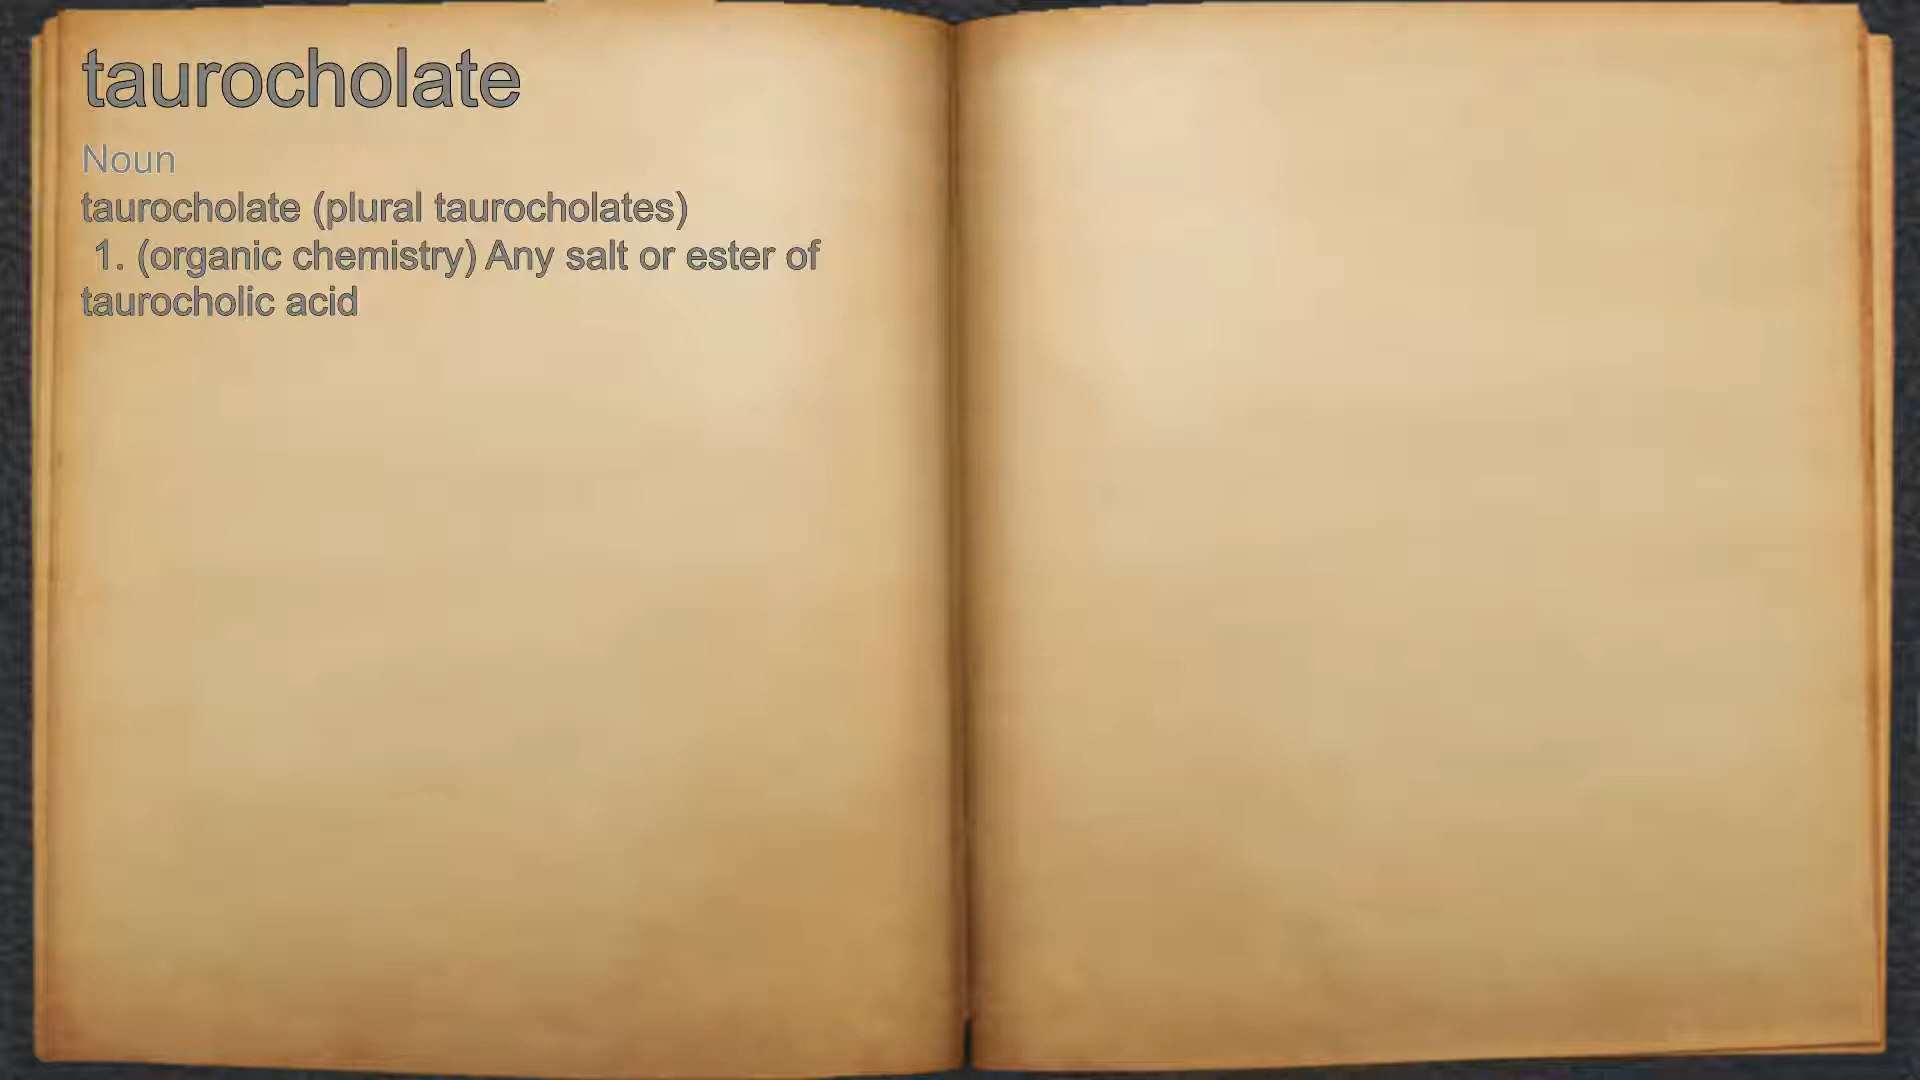 taurocholate
Noun
taurocholate (plural taurocholates)
1. (organic chemistry) Any salt or ester of
taurocholic acid